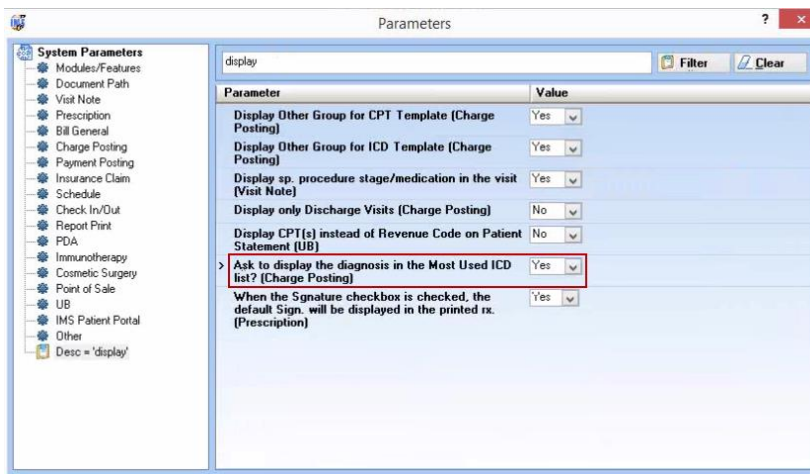 Parameters
?
×
System Parameters
Modules/Features
Document Path
Visit Note
Prescription
Bill General
Charge Posting
Payment Posting
Insurance Claim
Schedule
Check In/Out
Report Print
PDA
Immunotherapy
Cosmetic Surgery
Point of Sale
UB
IMS Patient Portal
Other
Desc = 'display'
display
Filter
Clear
Parameter Value
Display Other Group for CPT Template (Charge Yes
Posting)
Display Other Group for ICD Template (Charge Yes
Posting)
Display sp. procedure stage/medication in the visit Yes
(Visit Note)
Display only Discharge Visits (Charge Posting) No
Display CPT(s) instead of Revenue Code on Patient No
Statement (UB)
> Ask to display the diagnosis in the Most Used ICD Yes
list? (Charge Posting)
When the Sgnature checkbox is checked, the Yes
default Sign. will be displayed in the printed rx.
(Prescription)